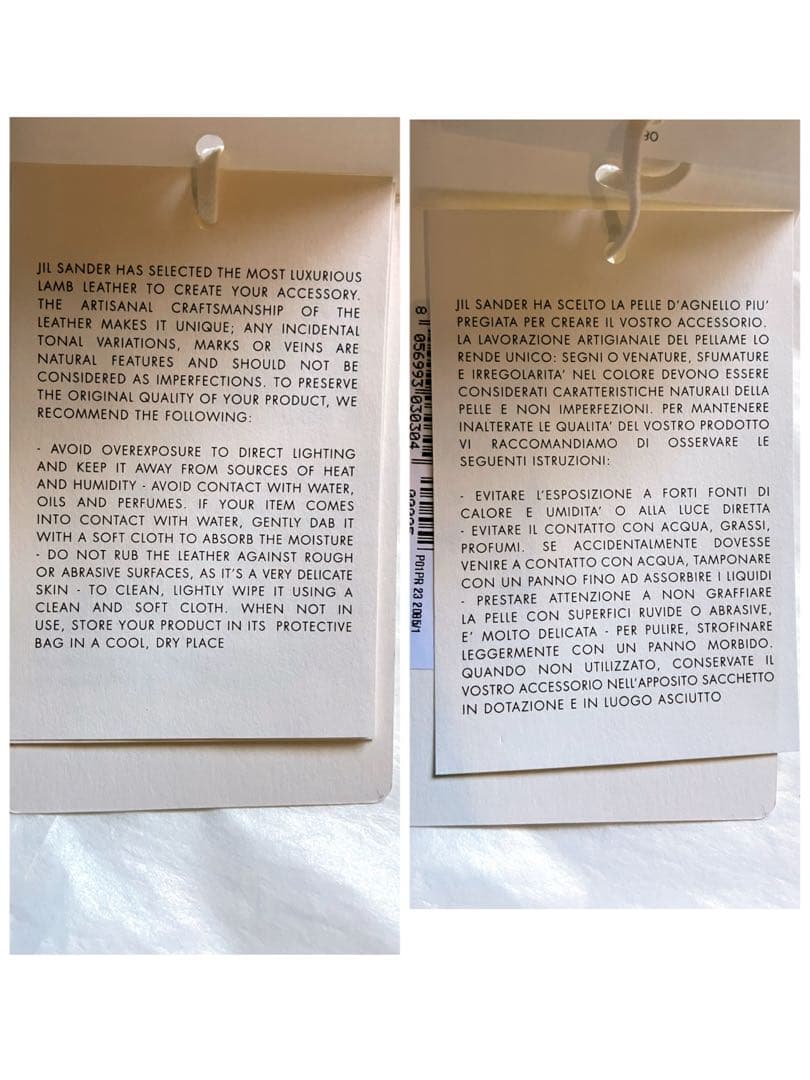 JIL SANDER HAS SELECTED THE MOST LUXURIOUS
LAMB LEATHER TO CREATE YOUR ACCESSORY.
THE ARTISANAL CRAFTSMANSHIP OF THE
LEATHER MAKES IT UNIQUE; ANY INCIDENTAL
TONAL VARIATIONS, MARKS OR VEINS ARE
NATURAL FEATURES AND SHOULD NOT BE
CONSIDERED AS IMPERFECTIONS. TO PRESERVE
THE ORIGINAL QUALITY OF YOUR PRODUCT, WE
RECOMMEND THE FOLLOWING:
- AVOID OVEREXPOSURE TO DIRECT LIGHTING
AND KEEP IT AWAY FROM SOURCES OF HEAT
AND HUMIDITY - AVOID CONTACT WITH WATER,
OILS AND PERFUMES. IF YOUR ITEM COMES
INTO CONTACT WITH WATER, GENTLY DAB IT
WITH A SOFT CLOTH TO ABSORB THE MOISTURE
- DO NOT RUB THE LEATHER AGAINST ROUGH
OR ABRASIVE SURFACES, AS IT'S A VERY DELICATE
SKIN - TO CLEAN, LIGHTLY WIPE IT USING A
CLEAN AND SOFT CLOTH. WHEN NOT IN
USE, STORE YOUR PRODUCT IN ITS PROTECTIVE
BAG IN A COOL, DRY PLACE
JIL SANDER HA SCELTO LA PELLE D'AGNELLO PIU'
PREGIATA PER CREARE IL VOSTRO ACCESSORIO.
LA LAVORAZIONE ARTIGIANALE DEL PELLAME LO
RENDE UNICO: SEGNI O VENATURE, SFUMATURE
E IRREGOLARITA' NEL COLORE DEVONO ESSERE
CONSIDERATI CARATTERISTICHE NATURALI DELLA
PELLE E NON IMPERFEZIONI. PER MANTENERE
INALTERATE LE QUALITA' DEL VOSTRO PRODOTTO
VI RACCOMANDIAMO DI OSSERVARE LE
SEGUENTI ISTRUZIONI:
- EVITARE L'ESPOSIZIONE A FORTI FONTI DI
CALORE E UMIDITA' O ALLA LUCE DIRETTA
- EVITARE IL CONTATTO CON ACQUA, GRASSI,
PROFUMI. SE ACCIDENTALMENTE DOVESSE
VENIRE A CONTATTO CON ACQUA, TAMPONARE
CON UN PANNO FINO AD ASSORBIRE I LIQUIDI
- PRESTARE ATTENZIONE A NON GRAFFIARE
LA PELLE CON SUPERFICI RUVIDE O ABRASIVE,
E' MOLTO DELICATA - PER PULIRE, STROFINARE
LEGGERMENTE CON UN PANNO MORBIDO.
QUANDO NON UTILIZZATO, CONSERVATE IL
VOSTRO ACCESSORIO NELL'APPOSITO SACCHETTO
IN DOTAZIONE E IN LUOGO ASCIUTTO
8 056993 030304